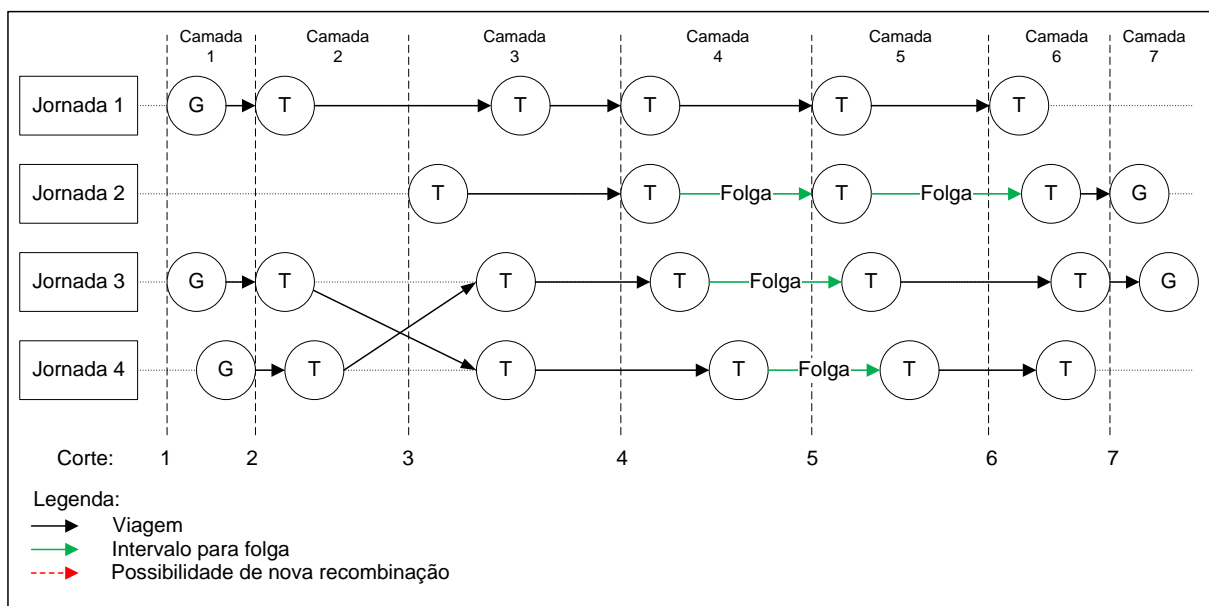 Camada 1 Camada 2 Camada 3 Camada 4 Camada 5 Camada 6 Camada 7
Jornada 1 G T T T T T
Jornada 2 T T Folga T Folga T G
Jornada 3 G T T T Folga T T G
Jornada 4 G T T T Folga T T
Corte: 1 2 3 4 5 6 7
Legenda:
Viagem
Intervalo para folga
Possibilidade de nova recombinação